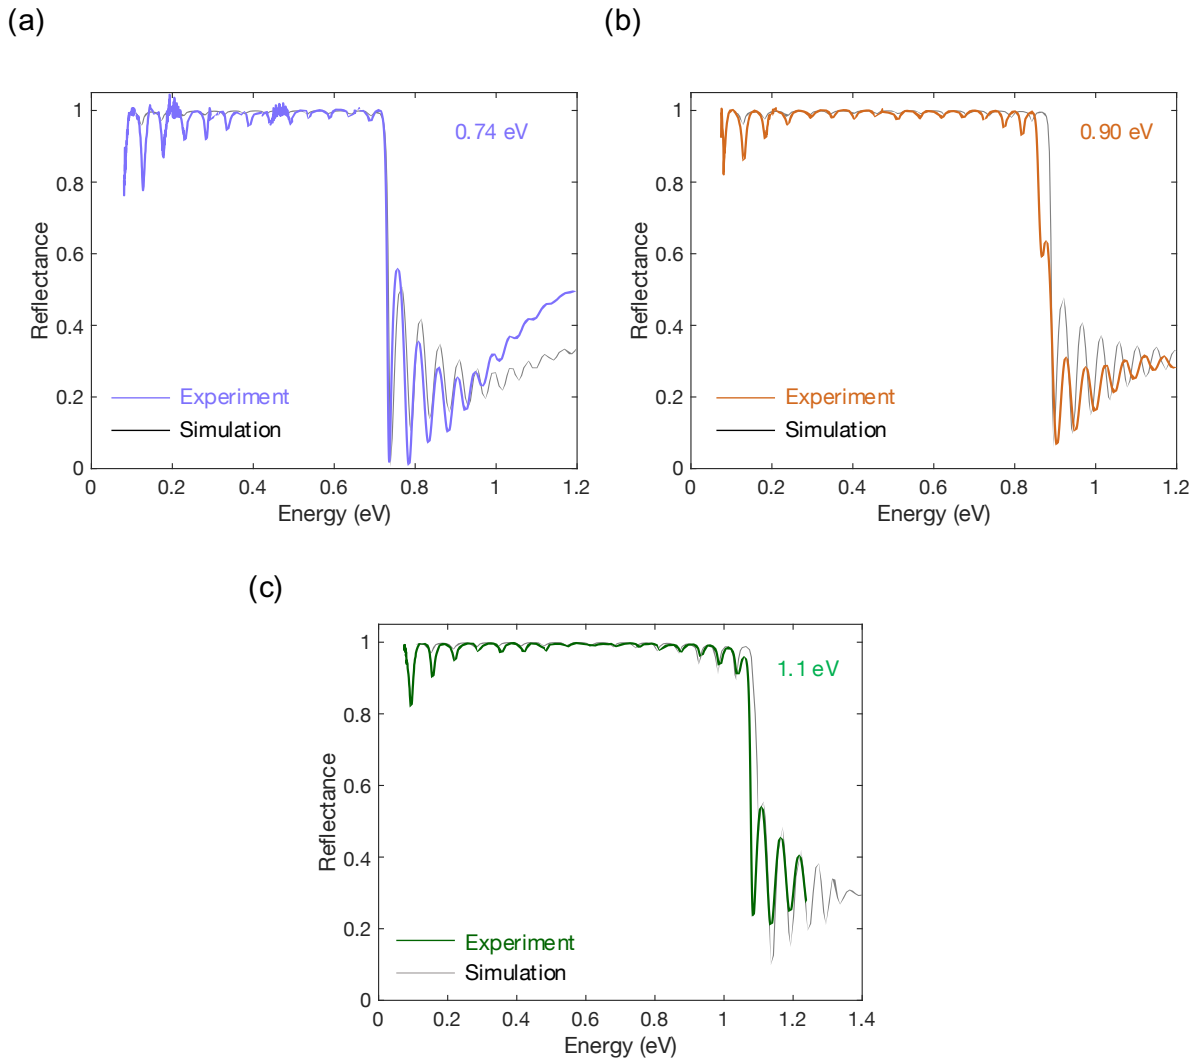 (a)
(b)
1
0.8
0.6
0.4
0.2
0
Reflectance
0.74 eV
Experiment
Simulation
0
0.2
0.4
0.6
0.8
1
1.2
Energy (eV)
1
0.8
0.6
0.4
0.2
0
Reflectance
0.90 eV
Experiment
Simulation
0
0.2
0.4
0.6
0.8
1
1.2
Energy (eV)
(c)
1
0.8
0.6
0.4
0.2
0
Reflectance
1.1 eV
Experiment
Simulation
0
0.2
0.4
0.6
0.8
1
1.2
1.4
Energy (eV)